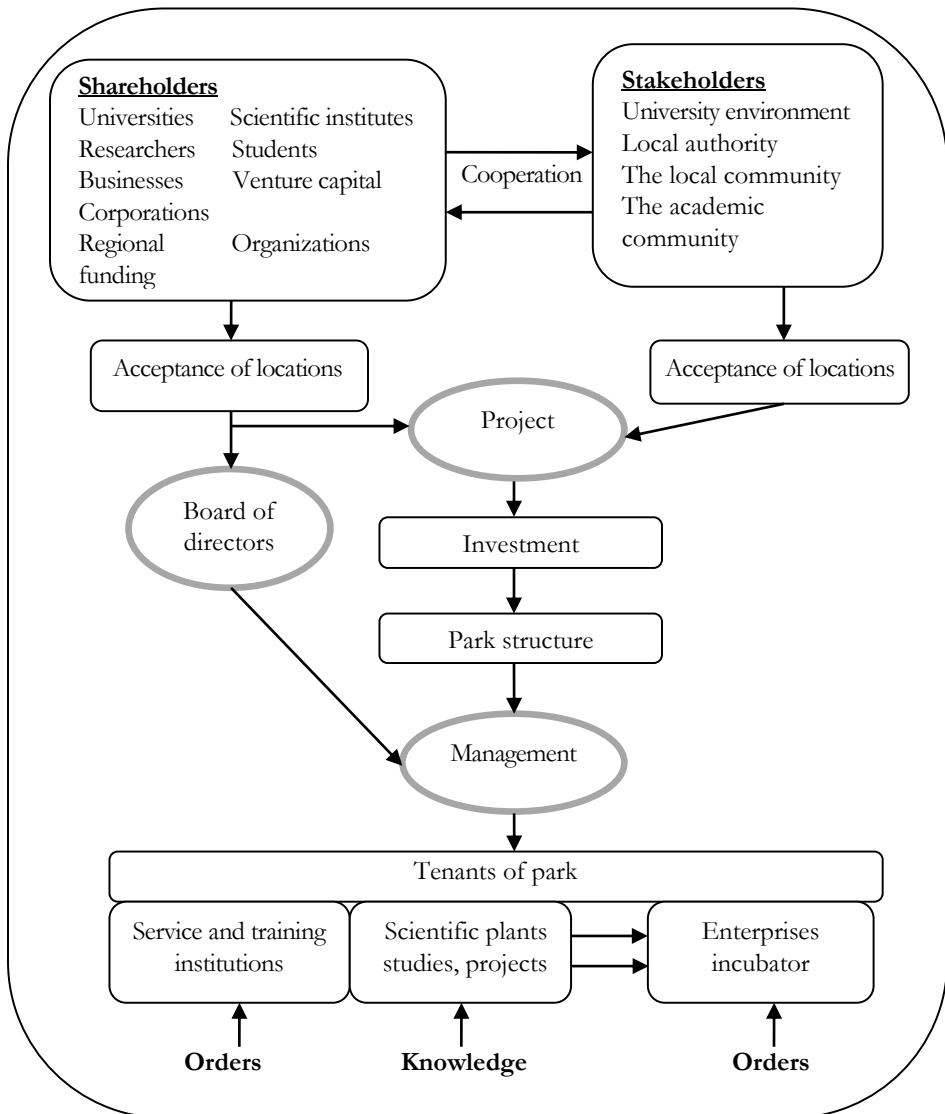 Shareholders
Universities Scientific institutes
Researchers Students
Businesses Venture capital
Corporations
Regional Organizations
funding
Cooperation
Stakeholders
University environment
Local authority
The local community
The academic
community
Acceptance of locations
Acceptance of locations
Project
Board of
directors
Investment
Park structure
Management
Tenants of park
Service and training
institutions
Scientific plants
studies, projects
Enterprises
incubator
Orders
Knowledge
Orders